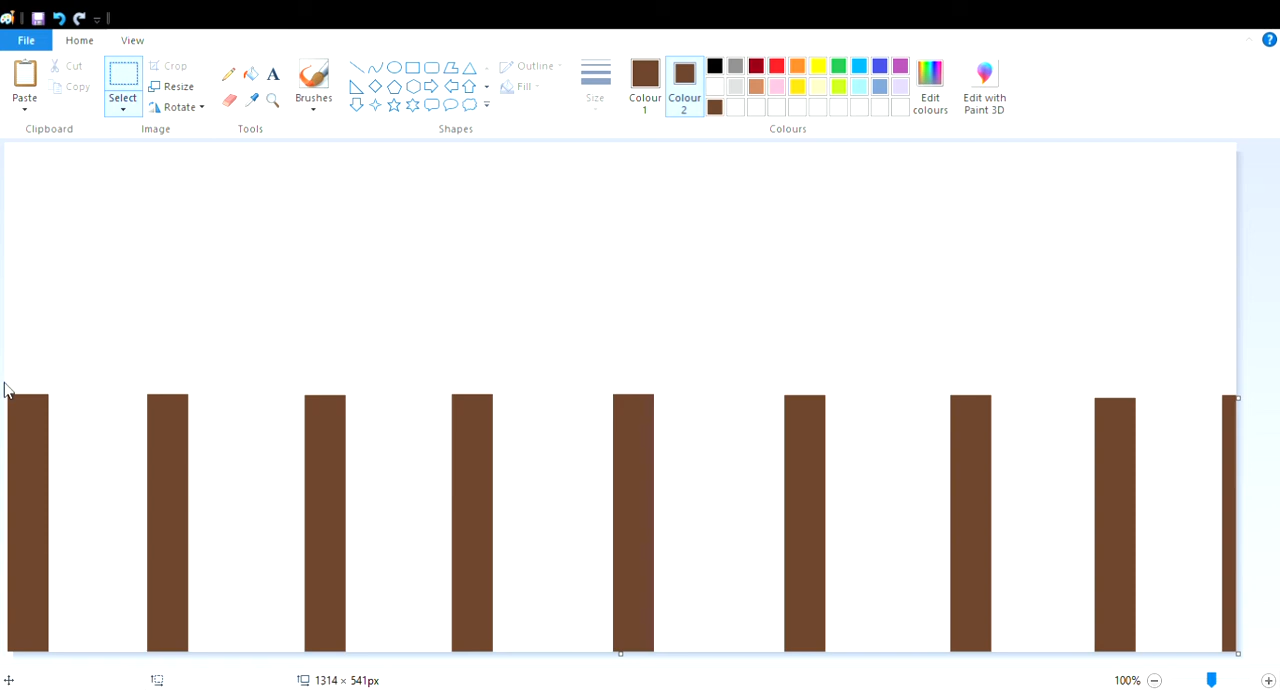 File Home View
Paste
Cut
Copy
Clipboard
Select
Crop
Resize
Rotate
Image
Tools
Brushes
Shapes
Outline
Fill
Size
Colour
1
Colour
2
Colours
Edit
colours
Edit with
Paint 3D
1314 × 541px
100%